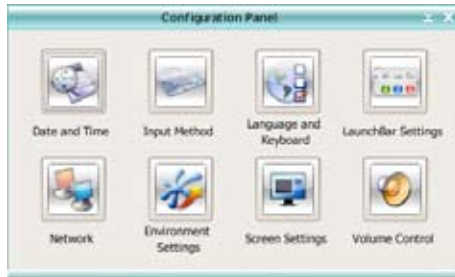 Configuration Panel
Date and Time
Input Method
Language and
Keyboard
LaunchBar Settings
Network
Environment
Settings
Screen Settings
Volume Control